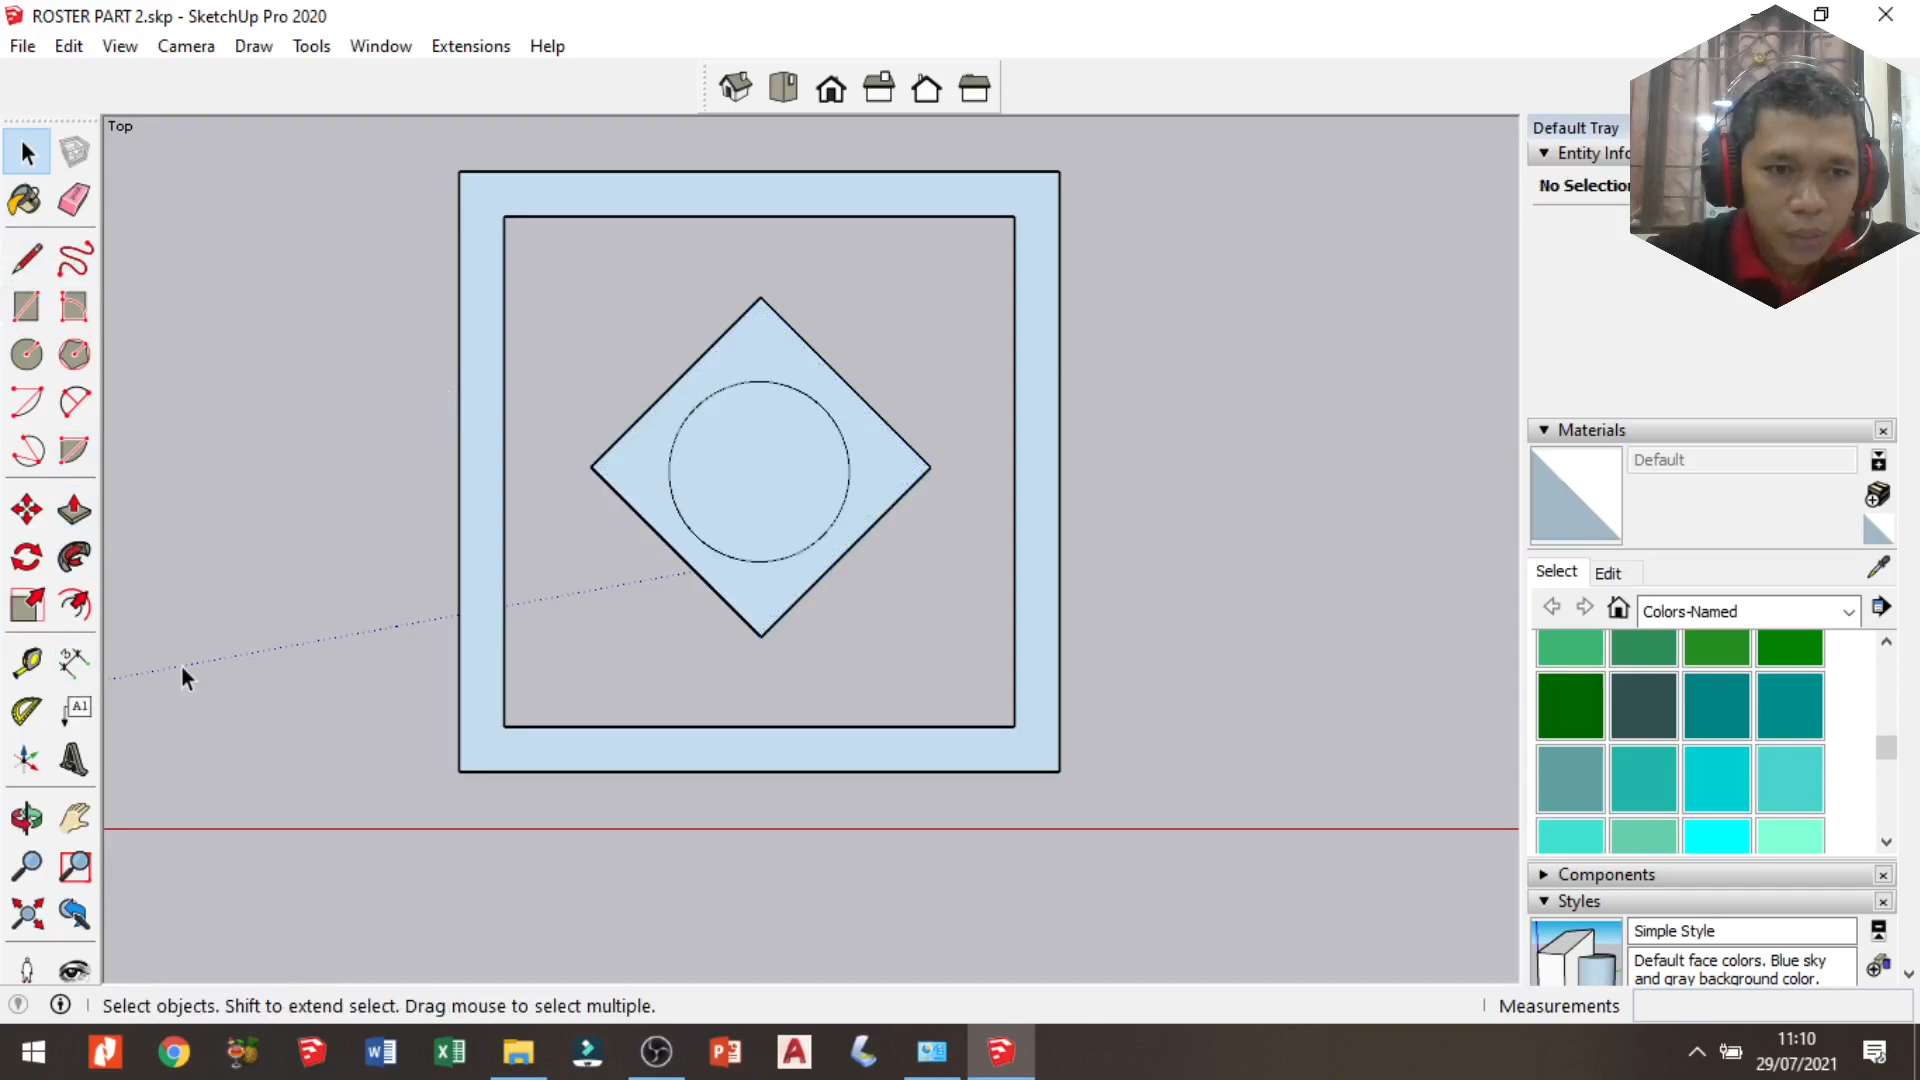 ROSTER PART 2.skp - SketchUp Pro 2020
File Edit View Camera Draw Tools Window Extensions Help
Top
Default Tray
Entity Info
No Selection
Materials
Default
Select Edit
Colors-Named
A1
Components
Styles
Simple Style
Default face colors. Blue sky
and gray background color.
Select objects. Shift to extend select. Drag mouse to select multiple.
Measurements
11:10
29/07/2021